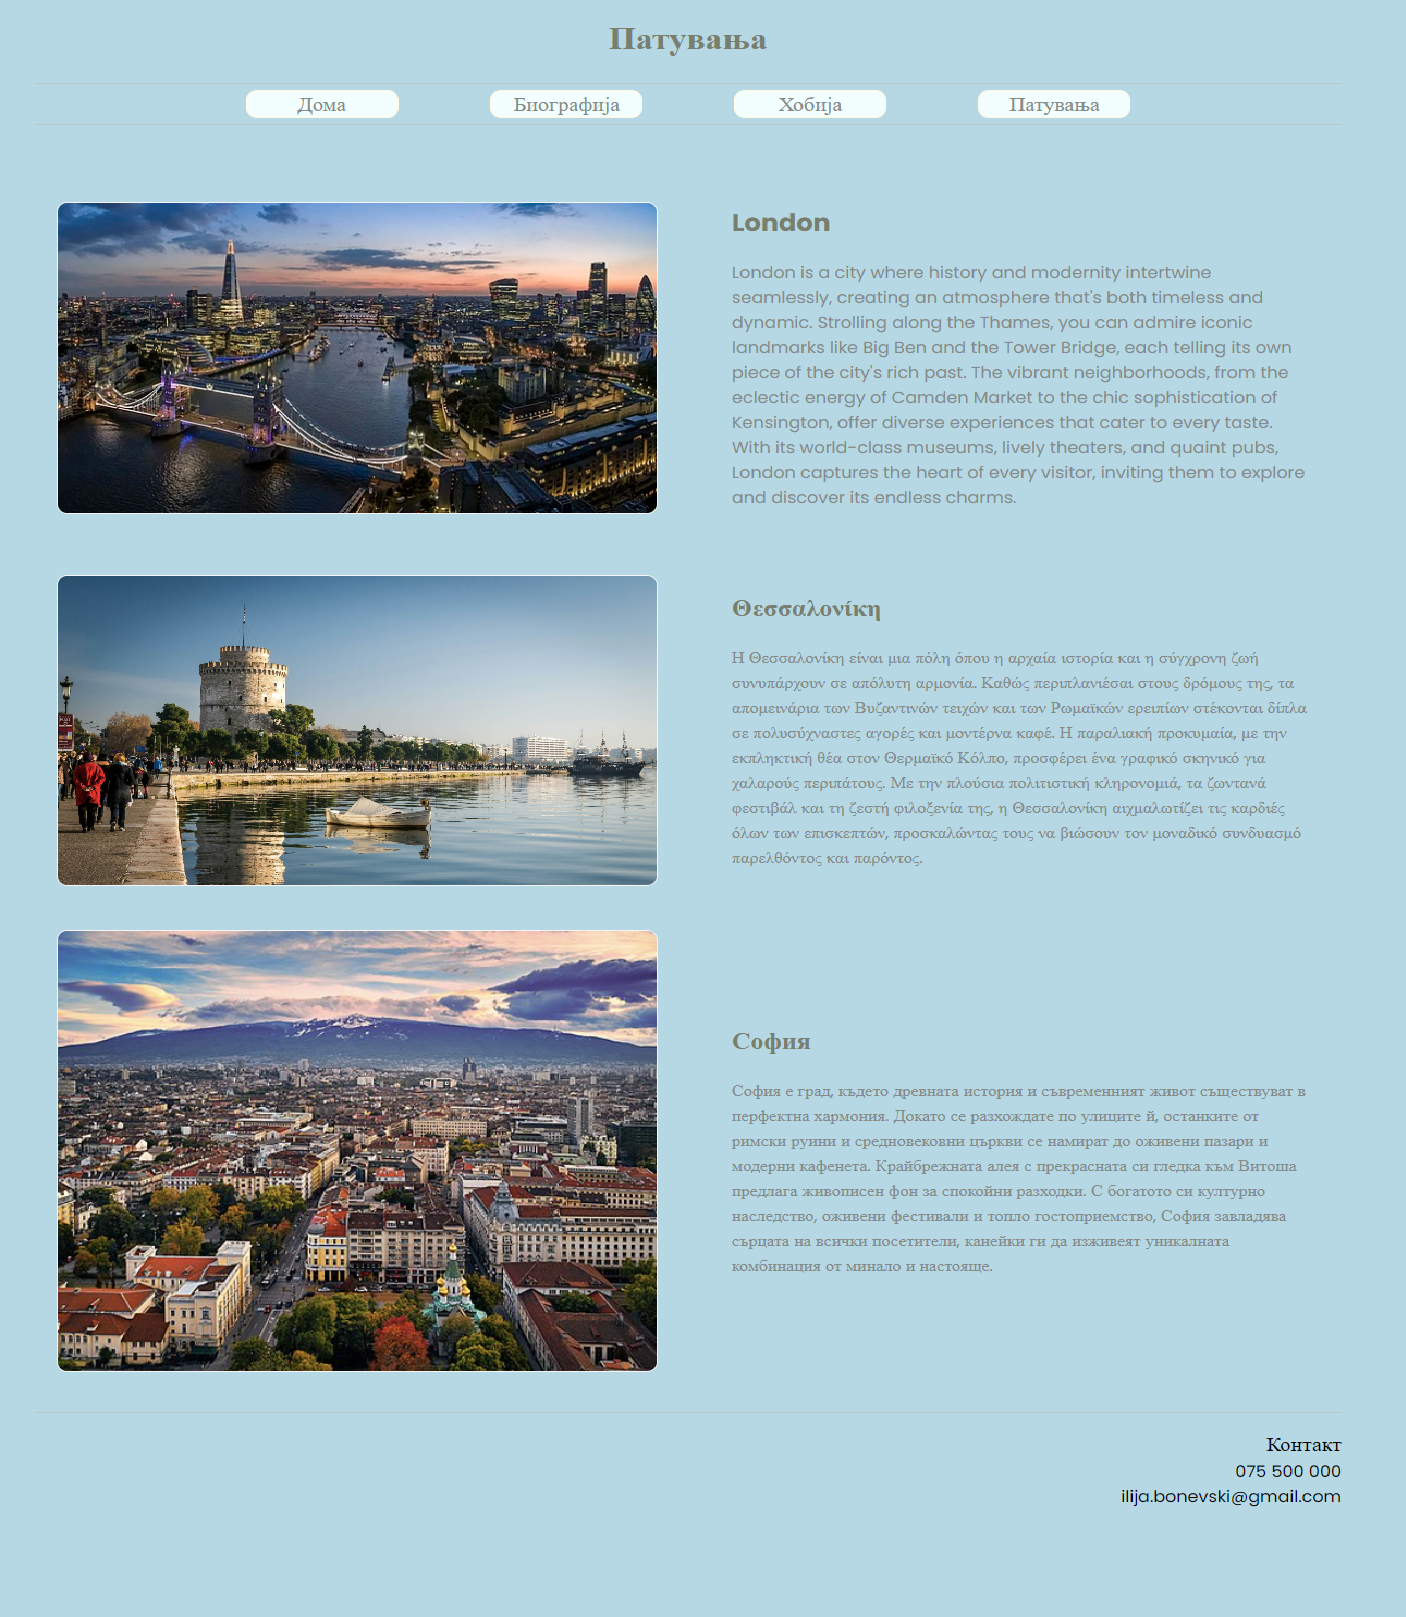 Патувања
Дома
Биографија
Хобија
Патувања
London
London is a city where history and modernity intertwine
seamlessly, creating an atmosphere that's both timeless and
dynamic. Strolling along the Thames, you can admire iconic
landmarks like Big Ben and the Tower Bridge, each telling its own
piece of the city's rich past. The vibrant neighborhoods, from the
eclectic energy of Camden Market to the chic sophistication of
Kensington, offer diverse experiences that cater to every taste.
With its world-class museums, lively theaters, and quaint pubs,
London captures the heart of every visitor, inviting them to explore
and discover its endless charms.
Θεσσαλονίκη
Η Θεσσαλονίκη είναι μια πόλη όπου η αρχαία ιστορία και η σύγχρονη ζωή
συνυπάρχουν σε απόλυτη αρμονία. Καθώς περιπλανιέσαι στους δρόμους της, τα
απομεινάρια των Βυζαντινών τειχών και των Ρωμαϊκών ερειπίων στέκονται δίπλα
σε πολυσύχναστες αγορές και μοντέρνα καφέ. Η παραλιακή προκυμαία, με την
εκπληκτική θέα στον Θερμαϊκό Κόλπο, προσφέρει ένα γραφικό σκηνικό για
χαλαρούς περιπάτους. Με την πλούσια πολιτιστική κληρονομιά, τα ζωντανά
φεστιβάλ και τη ζεστή φιλοξενία της, η Θεσσαλονίκη αιχμαλωτίζει τις καρδιές
όλων των επισκεπτών, προσκαλώντας τους να βιώσουν τον μοναδικό συνδυασμό
παρελθόντος και παρόντος.
София
София е град, където древната история и съвременният живот съществуват в
перфектна хармония. Докато се разхождате по улиците й, останките от
римски руини и средновековни църкви се намират до оживени пазари и
модерни кафенета. Крайбрежната алея с прекрасната си гледка към Витоша
предлага живописен фон за спокойни разходки. С богатото си културно
наследство, оживени фестивали и топло гостоприемство, София завладява
сърцата на всички посетители, канейки ги да изживеят уникалната
комбинация от минало и настояще.
Контакт
075 500 000
ilija.bonevski@gmail.com